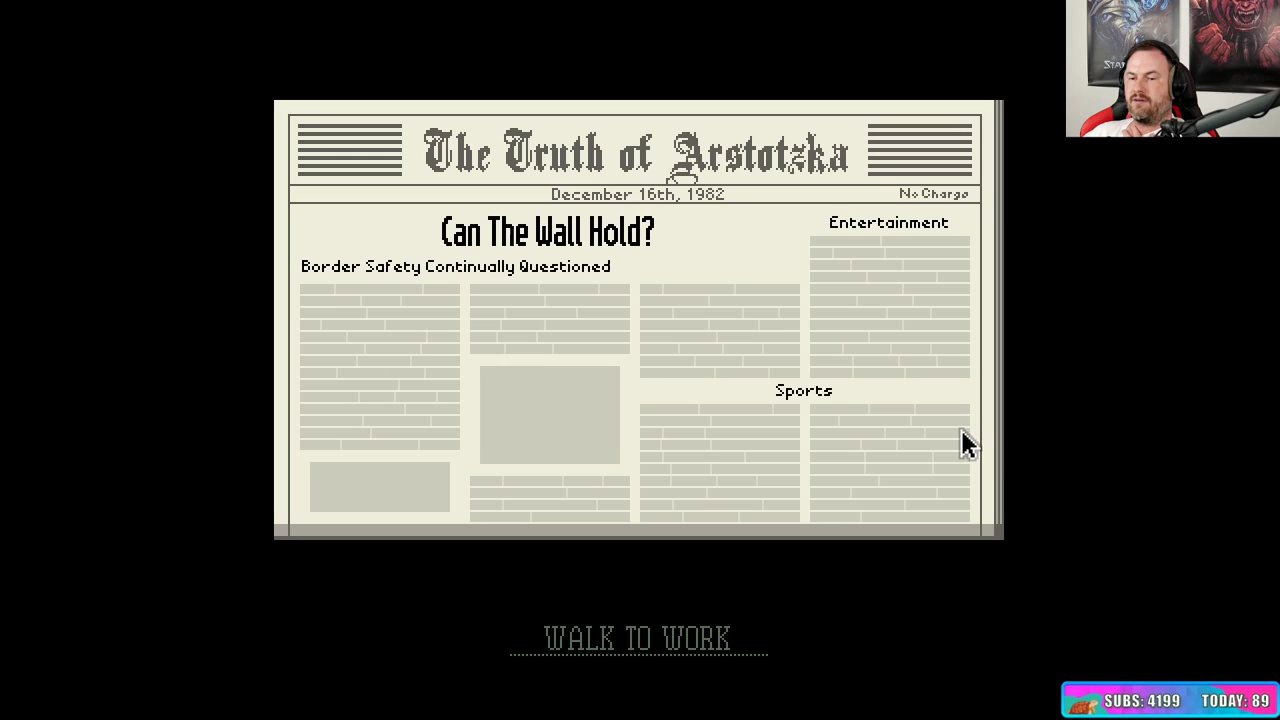 The Truth of Arstotzka
December 16th, 1982
No Charge
Can The Wall Hold?
Border Safety Continually Questioned
Entertainment
Sports
WALK TO WORK
SUBS: 4199 TODAY: 89